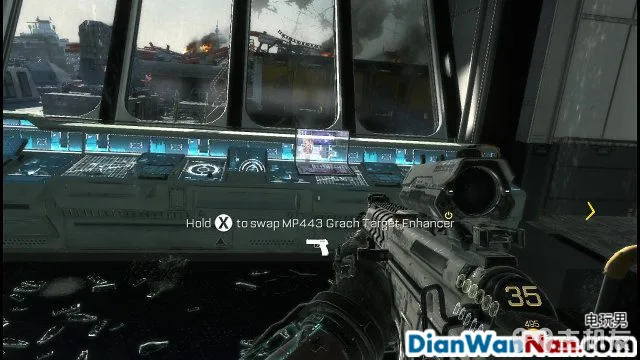 Hold X to swap MP443 Grach Target Enhancer
35
495
电玩男
DianWanNan.com